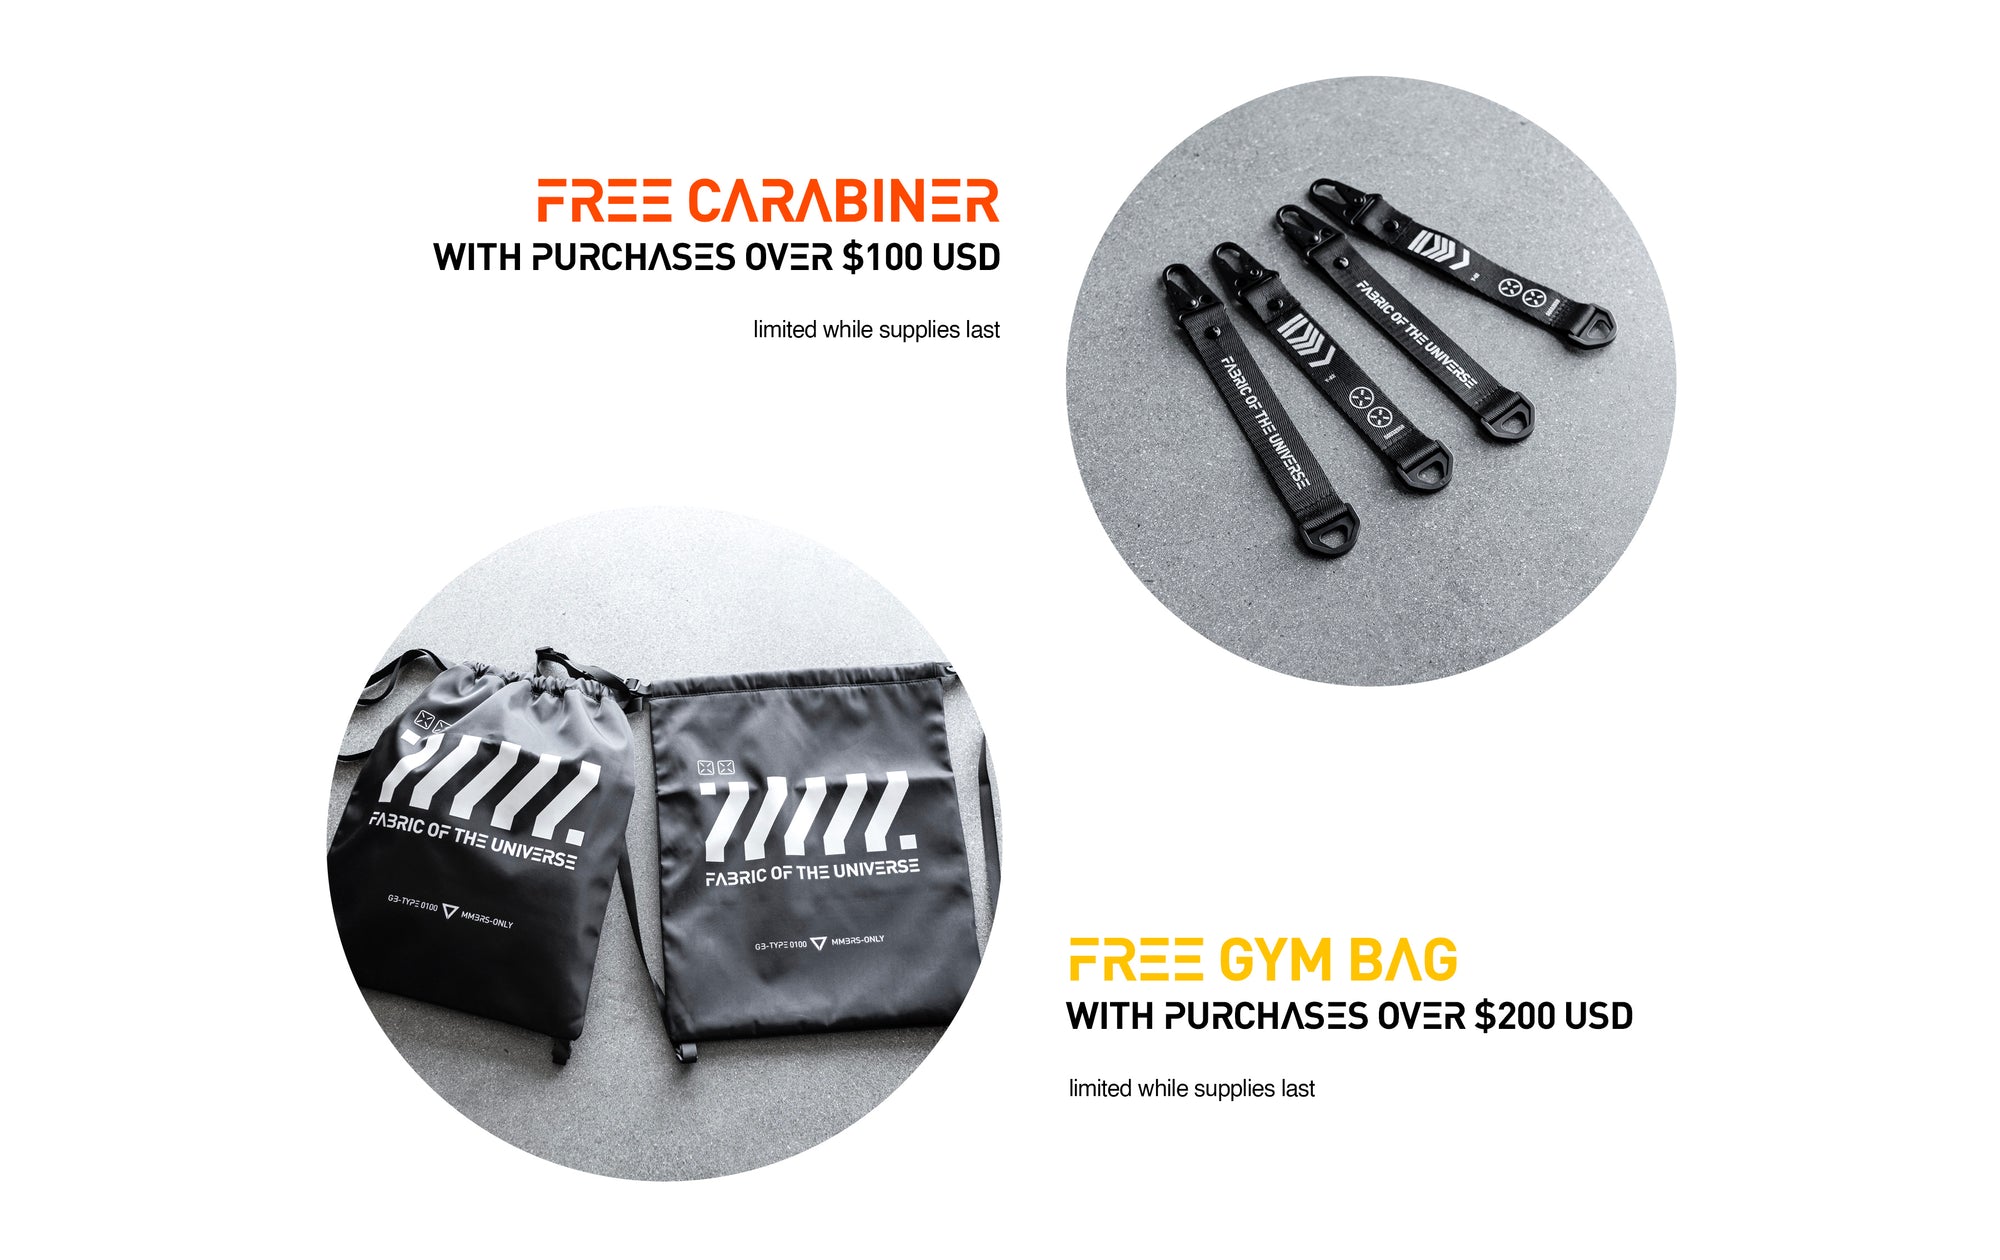 FREE CARABINER
WITH PURCHASES OVER $100 USD
limited while supplies last
FABRIC OF THE UNIVERSE
FABRIC OF THE UNIVERSE
FABRIC OF THE UNIVERSE
GB-TYPE 0100 MMBRS-ONLY
FABRIC OF THE UNIVERSE
GB-TYPE 0100 MMBRS-ONLY
FREE GYM BAG
WITH PURCHASES OVER $200 USD
limited while supplies last